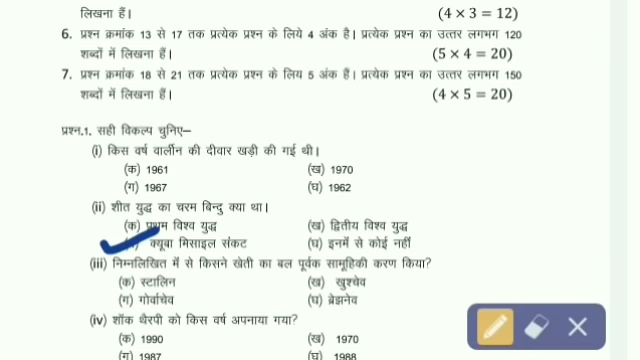 लिखना हैं। (4 × 3 = 12)
6. प्रश्न क्रमांक 13 से 17 तक प्रत्येक प्रश्न के लिये 4 अंक है। प्रत्येक प्रश्न का उत्तर लगभग 120
शब्दों में लिखना हैं। (5 × 4 = 20)
7. प्रश्न क्रमांक 18 से 21 तक प्रत्येक प्रश्न के लिय 5 अंक हैं। प्रत्येक प्रश्न का उत्तर लगभग 150
शब्दों में लिखना हैं। (4 × 5 = 20)
प्रश्न.1. सही विकल्प चुनिए–
(i) किस वर्ष वार्लीन की दीवार खड़ी की गई थी।
(क) 1961 (ख) 1970
(ग) 1967 (घ) 1962
(ii) शीत युद्ध का चरम बिन्दु क्या था।
(क) प्रथम विश्व युद्ध (ख) द्वितीय विश्व युद्ध
क्यूबा मिसाइल संकट (घ) इनमें से कोई नहीं
(iii) निम्नलिखित में से किसने खेती का बल पूर्वक सामूहिकी करण किया?
(क) स्टालिन (ख) खुश्चेव
(ग) गोर्वाचेव (घ) ब्रेझनेव
(iv) शॉक थैरपी को किस वर्ष अपनाया गया?
(क) 1990 (ख) 1970
(ग) 1987 (घ) 1988